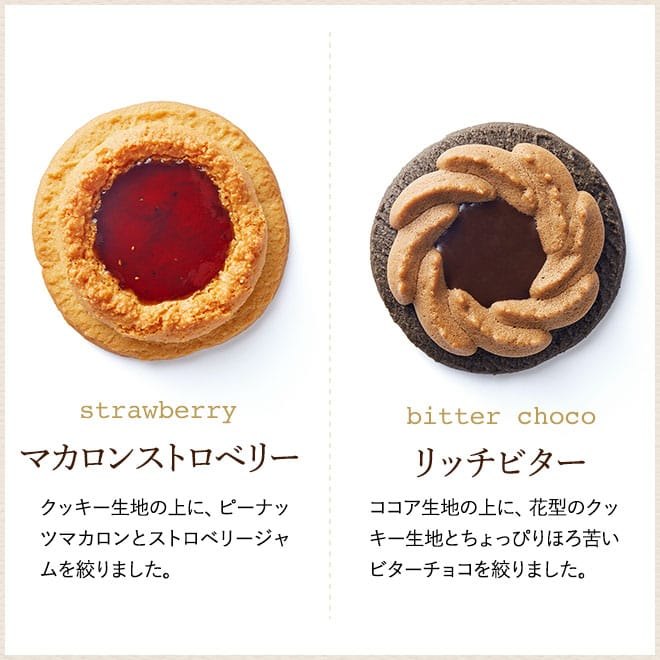 strawberry
マカロンストロベリー
クッキー生地の上に、ピーナッ
ツマカロンとストロベリージャ
ムを絞りました。
bitter choco
リッチビター
ココア生地の上に、花型のクッ
キー生地とちょっぴりほろ苦い
ビターチョコを絞りました。